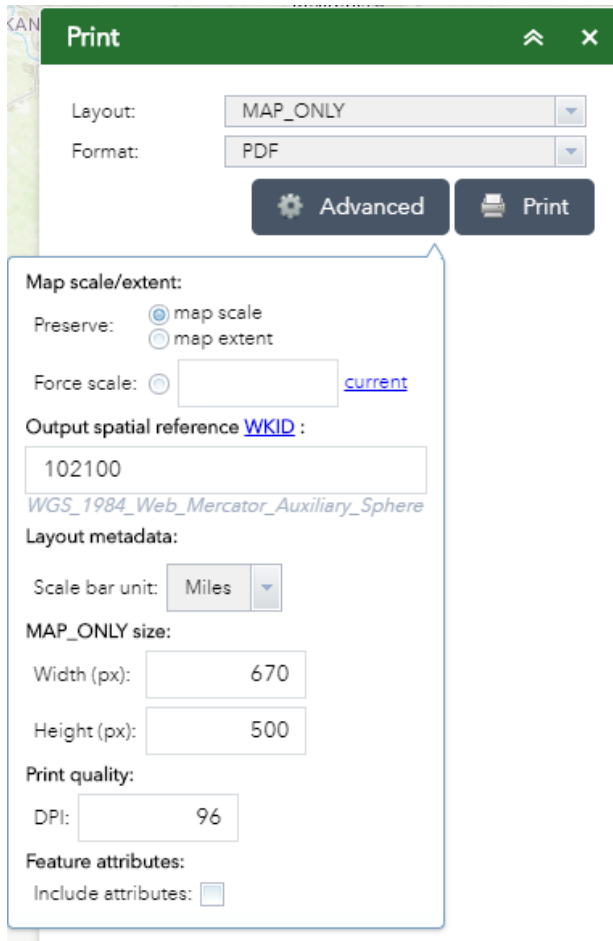 KAN
Print
Layout: MAP_ONLY
Format: PDF
Advanced Print
Map scale/extent:
Preserve: map scale
map extent
Force scale: current
Output spatial reference WKID :
102100
WGS_1984_Web_Mercator_Auxiliary_Sphere
Layout metadata:
Scale bar unit: Miles
MAP_ONLY size:
Width (px): 670
Height (px): 500
Print quality:
DPI: 96
Feature attributes:
Include attributes: